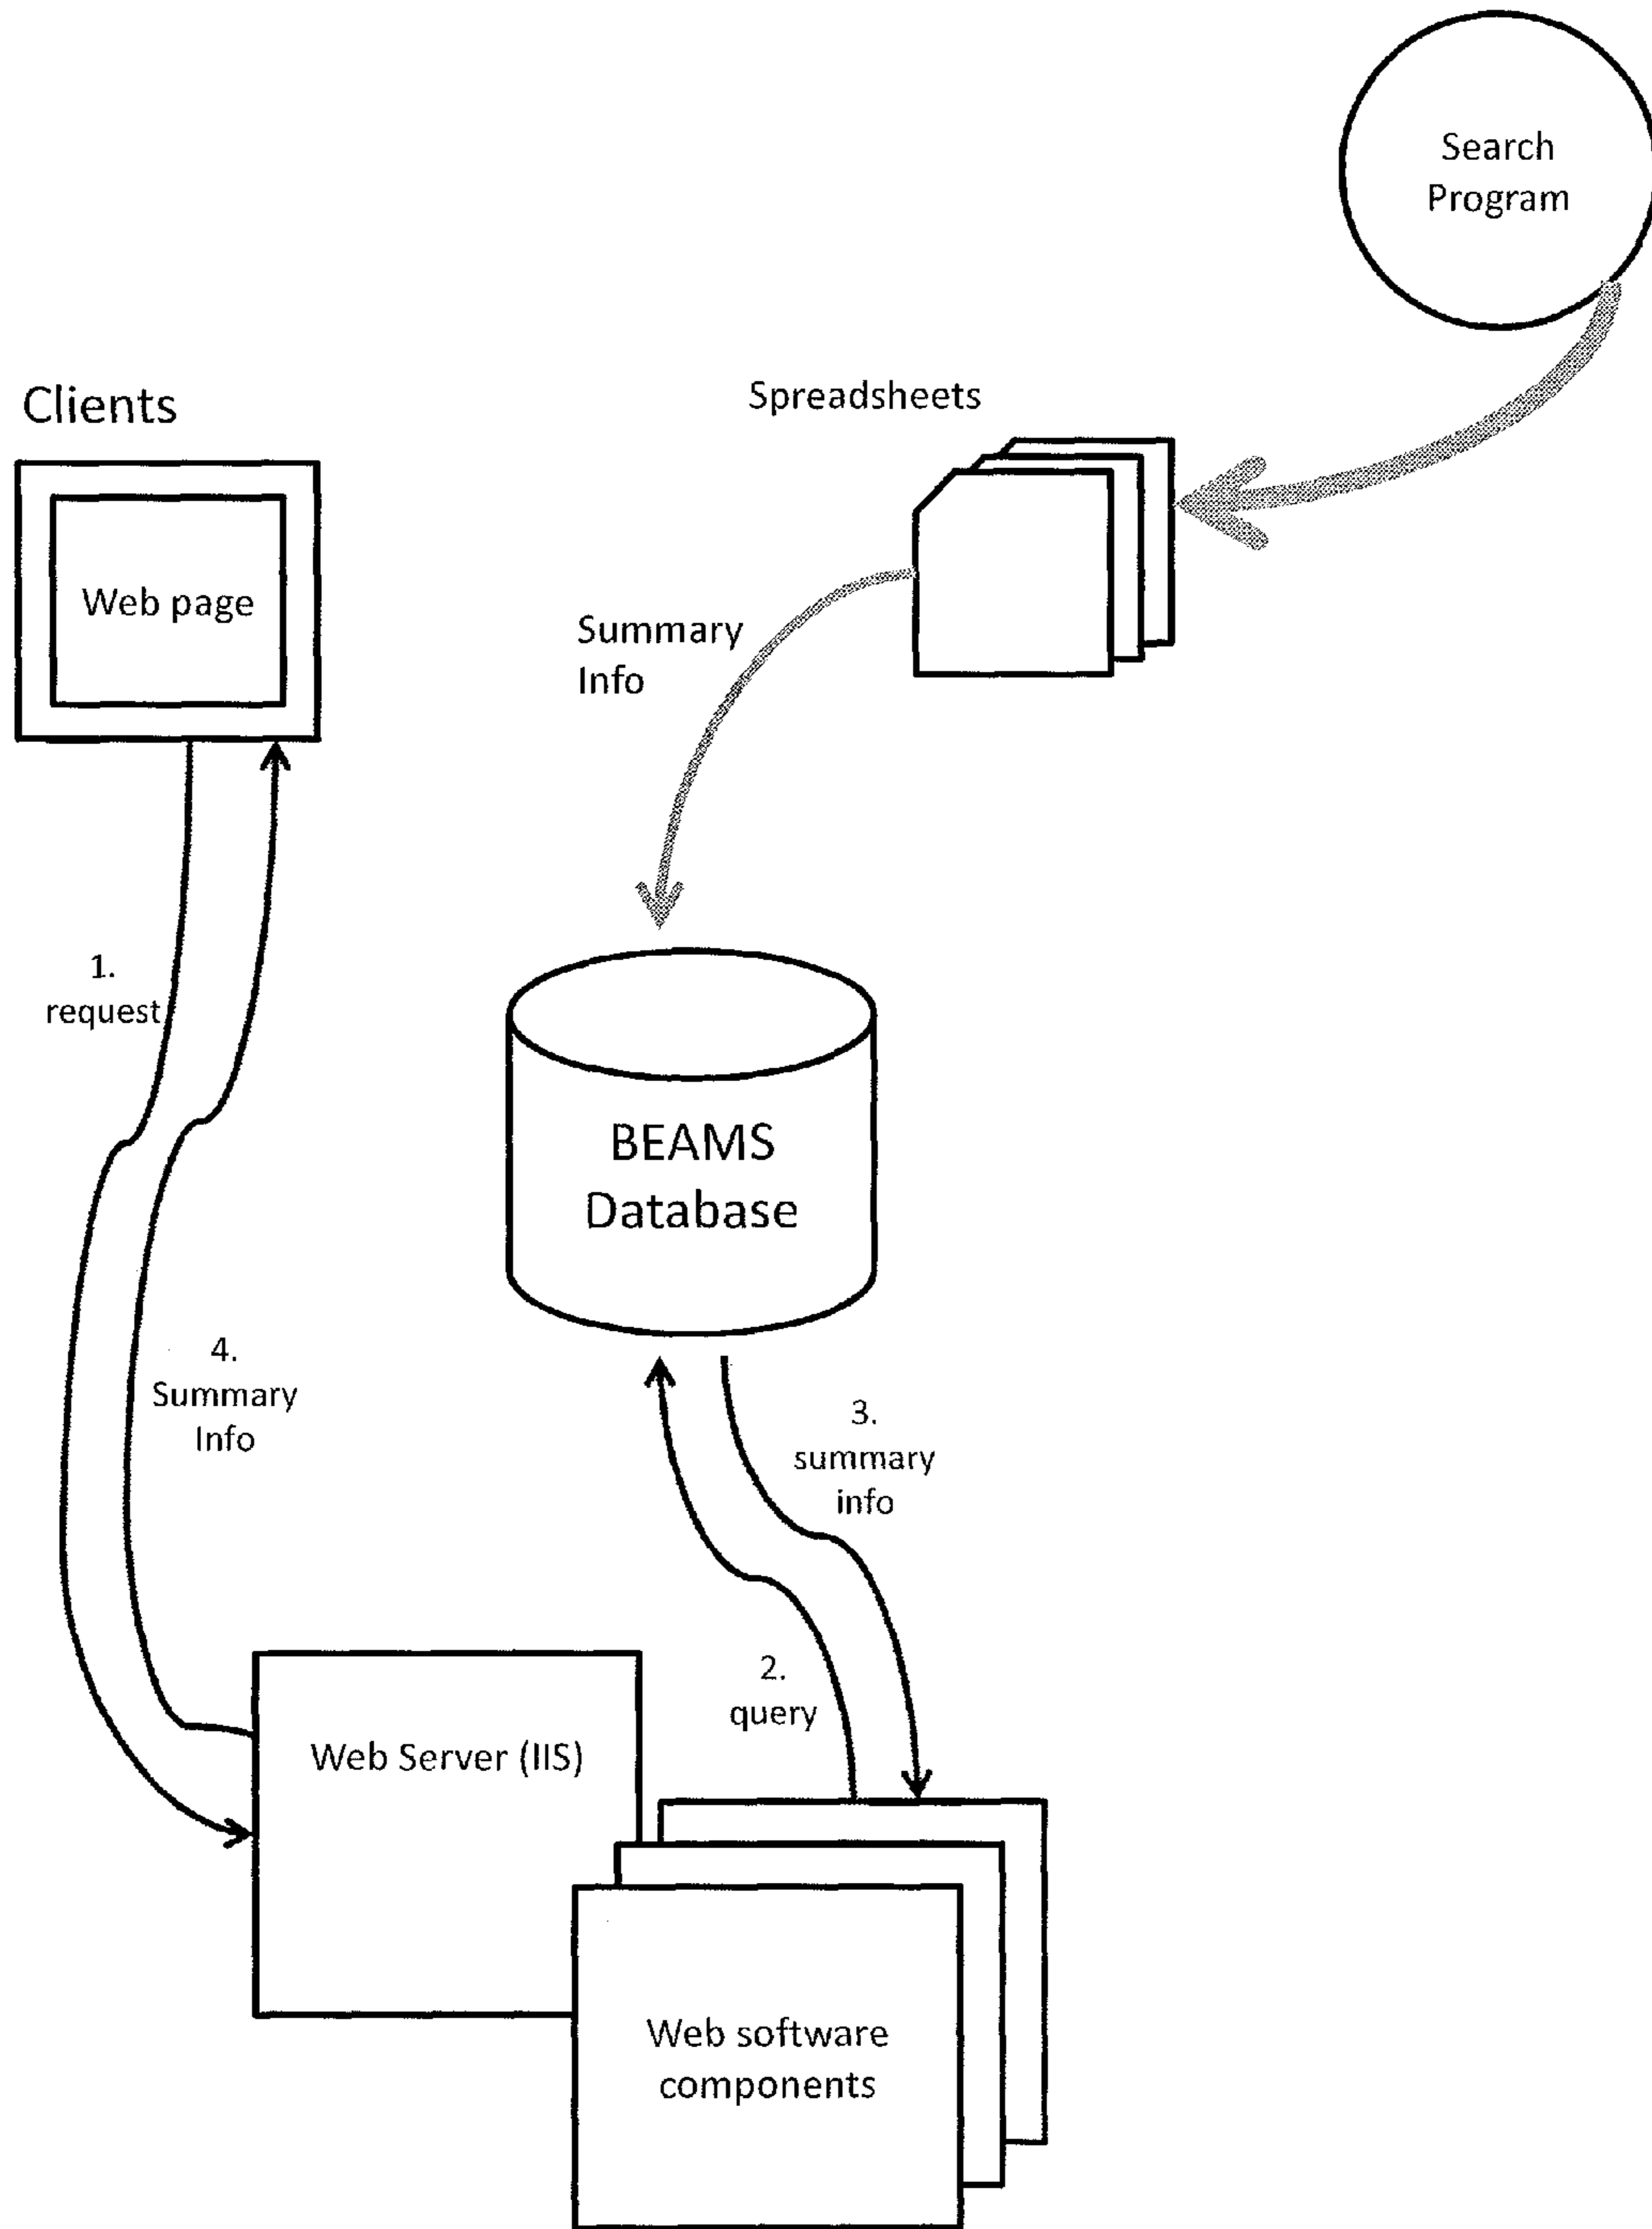 Search
Program
Spreadsheets
Clients
Web page
Summary
Info
1.
request
BEAMS
Database
4.
Summary
Info
3.
summary
info
2.
query
Web Server (IIS)
Web software
components